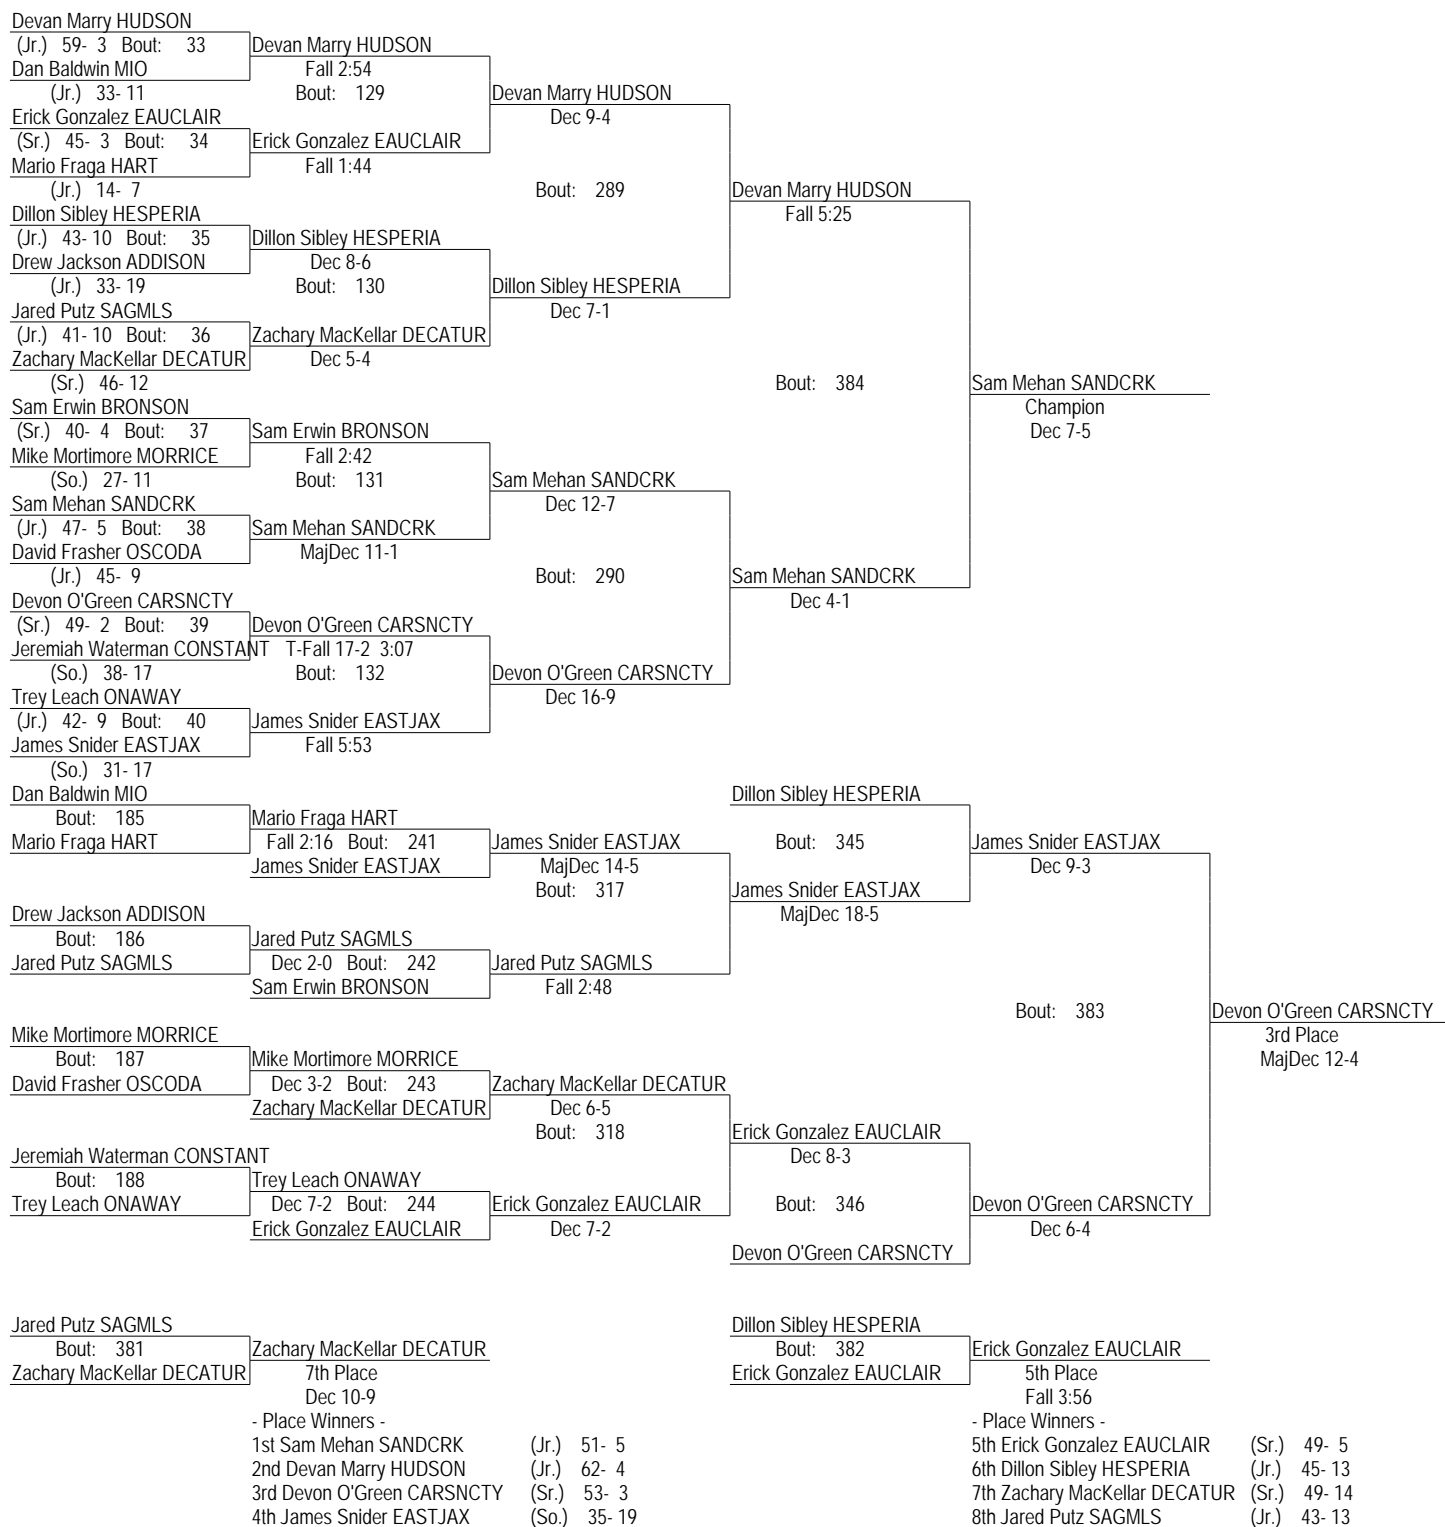 Devan Marry HUDSON
(Jr.) 59- 3 Bout: 33 Devan Marry HUDSON
Dan Baldwin MIO Fall 2:54
(Jr.) 33- 11 Bout: 129 Devan Marry HUDSON
Erick Gonzalez EAUCLAIR Dec 9-4
(Sr.) 45- 3 Bout: 34 Erick Gonzalez EAUCLAIR
Mario Fraga HART Fall 1:44
(Jr.) 14- 7 Bout: 289 Devan Marry HUDSON
Dillon Sibley HESPERIA Fall 5:25
(Jr.) 43- 10 Bout: 35 Dillon Sibley HESPERIA
Drew Jackson ADDISON Dec 8-6
(Jr.) 33- 19 Bout: 130 Dillon Sibley HESPERIA
Jared Putz SAGMLS Dec 7-1
(Jr.) 41- 10 Bout: 36 Zachary MacKellar DECATUR
Zachary MacKellar DECATUR Dec 5-4
(Sr.) 46- 12 Bout: 384 Sam Mehan SANDCRK
Sam Erwin BRONSON Champion
(Sr.) 40- 4 Bout: 37 Sam Erwin BRONSON Dec 7-5
Mike Mortimore MORRICE Fall 2:42
(So.) 27- 11 Bout: 131 Sam Mehan SANDCRK
Sam Mehan SANDCRK Dec 12-7
(Jr.) 47- 5 Bout: 38 Sam Mehan SANDCRK
David Frasher OSCODA MajDec 11-1
(Jr.) 45- 9 Bout: 290 Sam Mehan SANDCRK
Devon O'Green CARSNCTY Dec 4-1
(Sr.) 49- 2 Bout: 39 Devon O'Green CARSNCTY
Jeremiah Waterman CONSTANT T-Fall 17-2 3:07
(So.) 38- 17 Bout: 132 Devon O'Green CARSNCTY
Trey Leach ONAWAY Dec 16-9
(Jr.) 42- 9 Bout: 40 James Snider EASTJAX
James Snider EASTJAX Fall 5:53
(So.) 31- 17
Dan Baldwin MIO Dillon Sibley HESPERIA
Bout: 185 Mario Fraga HART
Mario Fraga HART Fall 2:16 Bout: 241 James Snider EASTJAX Bout: 345 James Snider EASTJAX
James Snider EASTJAX MajDec 14-5 Dec 9-3
Bout: 317 James Snider EASTJAX
Drew Jackson ADDISON MajDec 18-5
Bout: 186 Jared Putz SAGMLS
Jared Putz SAGMLS Dec 2-0 Bout: 242 Jared Putz SAGMLS
Sam Erwin BRONSON Fall 2:48
Bout: 383 Devon O'Green CARSNCTY
Mike Mortimore MORRICE 3rd Place
Bout: 187 Mike Mortimore MORRICE MajDec 12-4
David Frasher OSCODA Dec 3-2 Bout: 243 Zachary MacKellar DECATUR
Zachary MacKellar DECATUR Dec 6-5
Bout: 318 Erick Gonzalez EAUCLAIR
Jeremiah Waterman CONSTANT Dec 8-3
Bout: 188 Trey Leach ONAWAY
Trey Leach ONAWAY Dec 7-2 Bout: 244 Erick Gonzalez EAUCLAIR Bout: 346 Devon O'Green CARSNCTY
Erick Gonzalez EAUCLAIR Dec 7-2 Dec 6-4
Devon O'Green CARSNCTY
Jared Putz SAGMLS Dillon Sibley HESPERIA
Bout: 381 Zachary MacKellar DECATUR Bout: 382 Erick Gonzalez EAUCLAIR
Zachary MacKellar DECATUR 7th Place Erick Gonzalez EAUCLAIR 5th Place
Dec 10-9 Fall 3:56
- Place Winners - - Place Winners -
1st Sam Mehan SANDCRK (Jr.) 51- 5 5th Erick Gonzalez EAUCLAIR (Sr.) 49- 5
2nd Devan Marry HUDSON (Jr.) 62- 4 6th Dillon Sibley HESPERIA (Jr.) 45- 13
3rd Devon O'Green CARSNCTY (Sr.) 53- 3 7th Zachary MacKellar DECATUR (Sr.) 49- 14
4th James Snider EASTJAX (So.) 35- 19 8th Jared Putz SAGMLS (Jr.) 43- 13